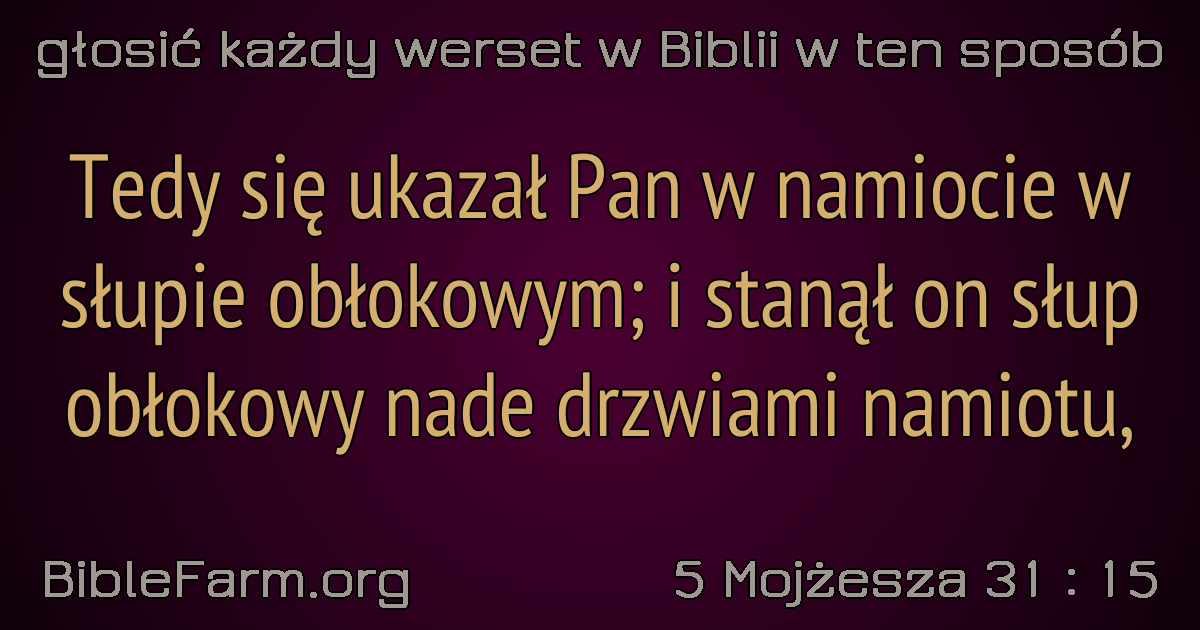 głosić każdy werset w Biblii w ten sposób
Tedy się ukazał Pan w namiocie w
słupie obłokowym; i stanął on słup
obłokowy nade drzwiami namiotu,
BibleFarm.org
5 Mojżesza 31 : 15